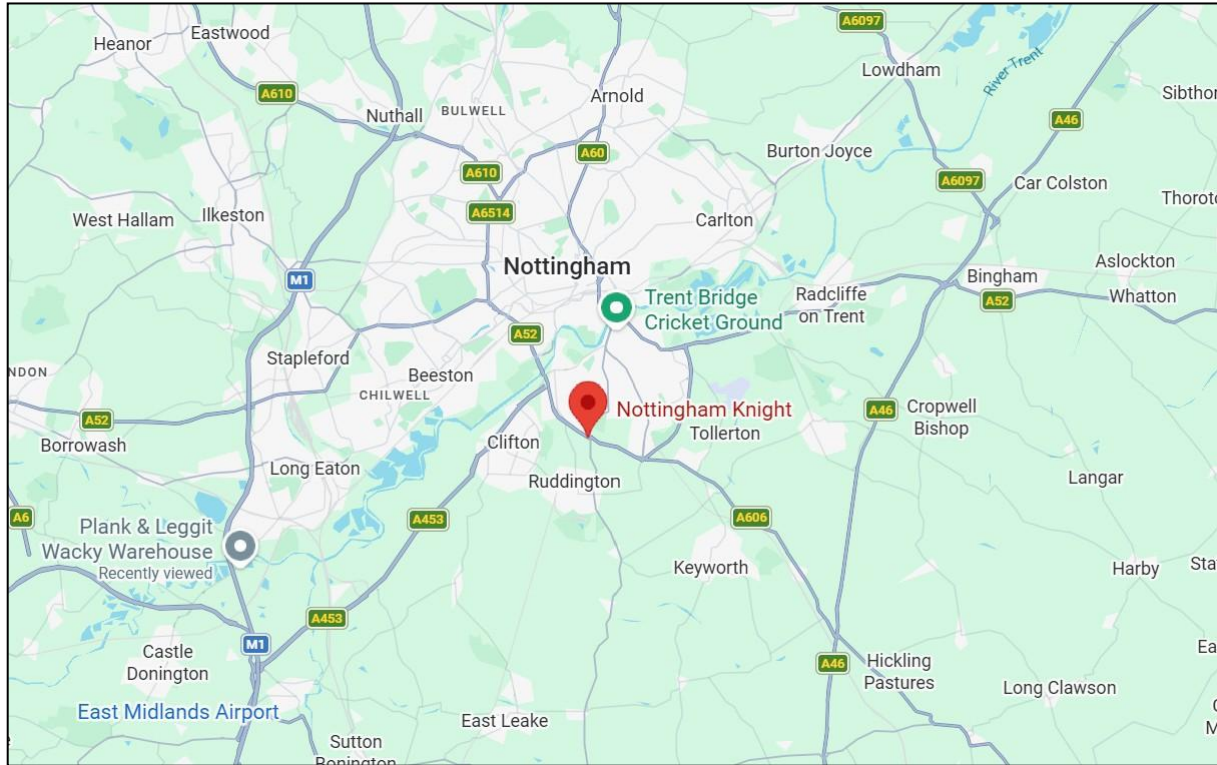 A6097
Eastwood
Heanor
Lowdham
River Trent
A610
Arnold
Sibthor
Nuthall
BULWELL
A46
A60
Burton Joyce
A610
A6097
Car Colston
Thoroto
West Hallam
Ilkeston
A6514
Carlton
Nottingham
Aslockton
M1
Bingham
Trent Bridge
Cricket Ground
Radcliffe
on Trent
A52
Whatton
A52
Stapleford
NDON
Beeston
CHILWELL
Nottingham Knight
A52
A46
Cropwell
Bishop
Borrowash
Clifton
Tollerton
Long Eaton
Langar
Ruddington
A6
A453
A606
Plank & Leggit
Wacky Warehouse
Recently viewed
Keyworth
Harby
Sta
A453
M1
Castle
Donington
A46
Hickling
Pastures
Ea
Long Clawson
East Midlands Airport
East Leake
Sutton
Bonington
M